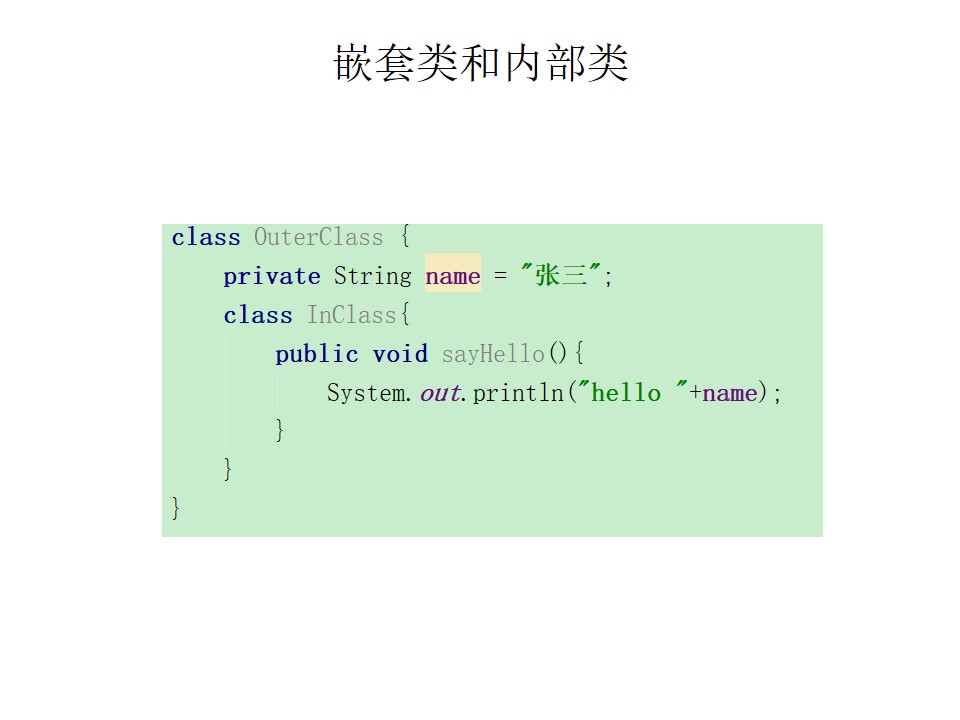 嵌套类和内部类
class OuterClass {
private String name = "张三";
class InClass{
public void sayHello(){
System.out.println("hello "+name);
}
}
}